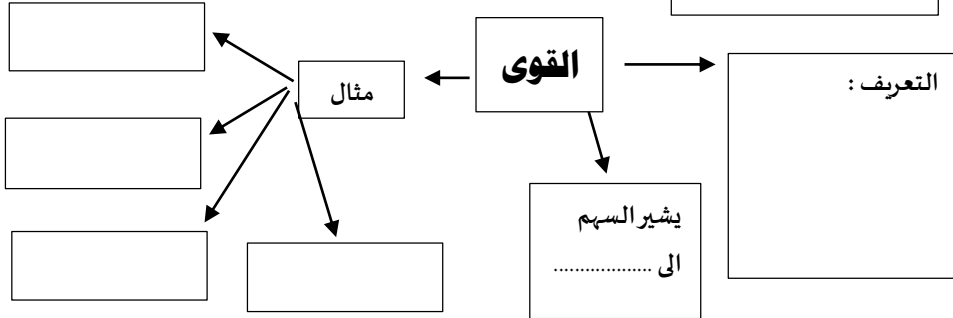 القوى
التعريف :
مثال
يشير السهم
الى ...................